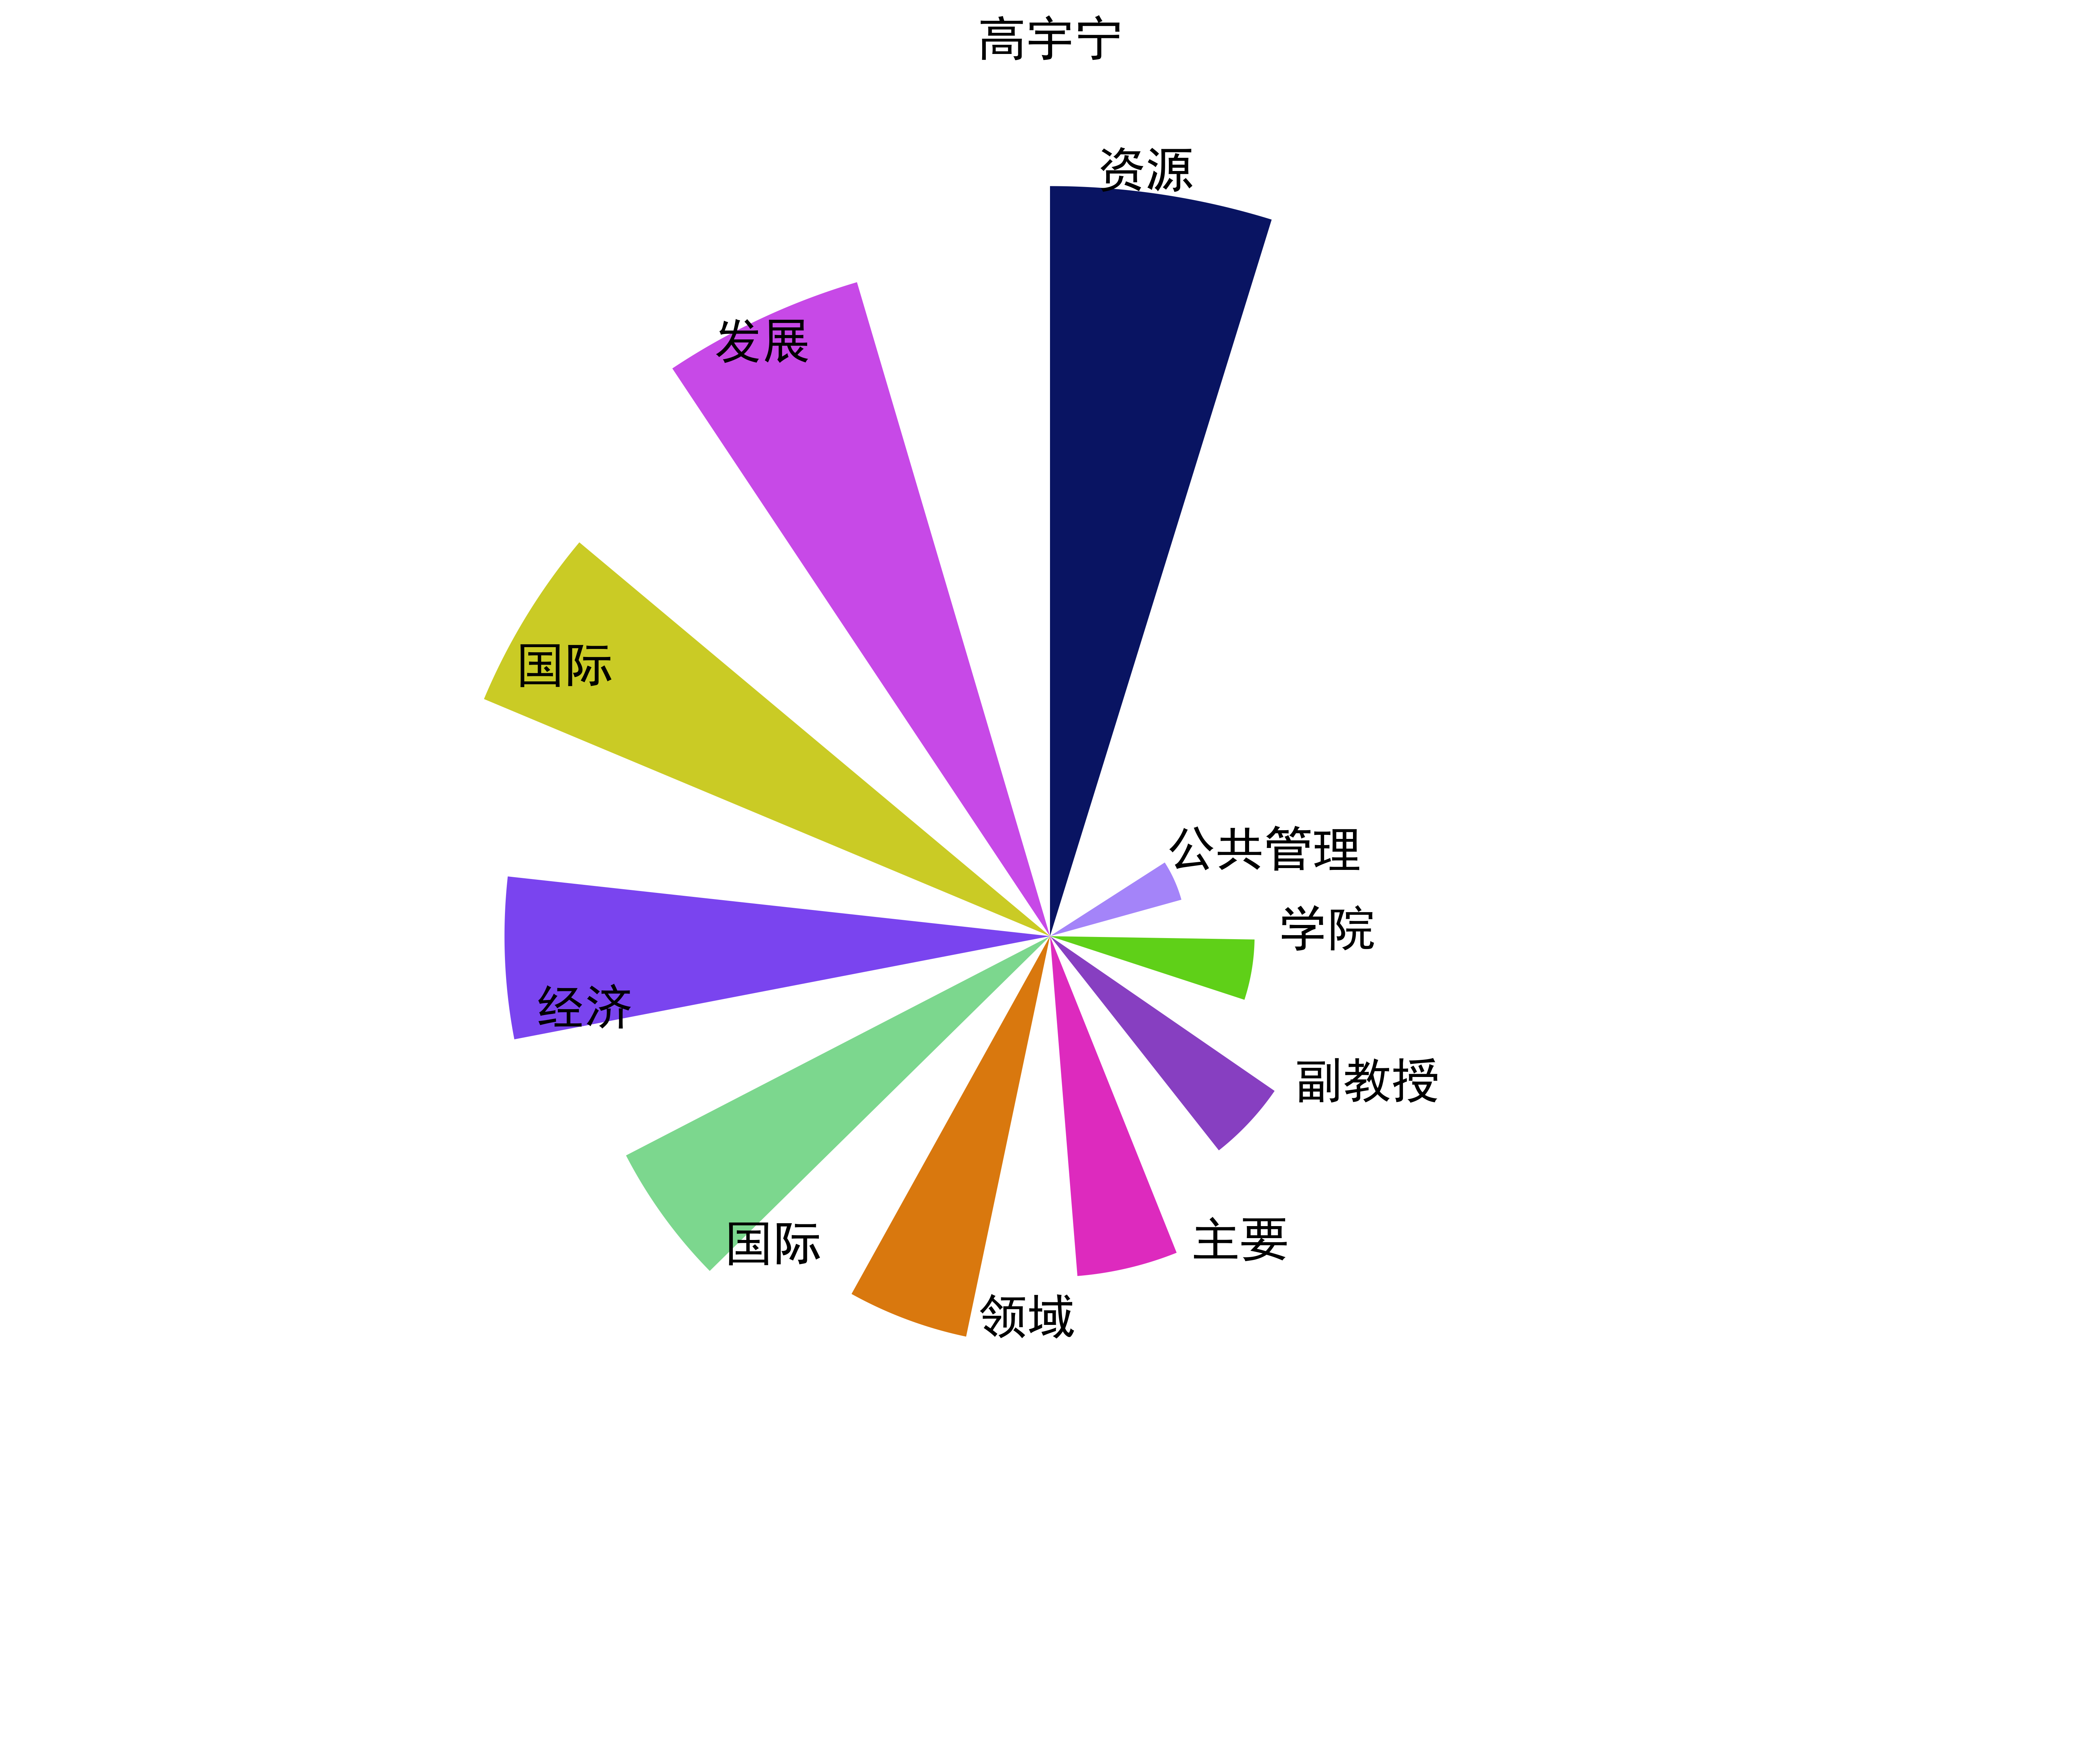 高宇宁
资源
发展
国际
公共管理
学院
经济
副教授
主要
国际
领域